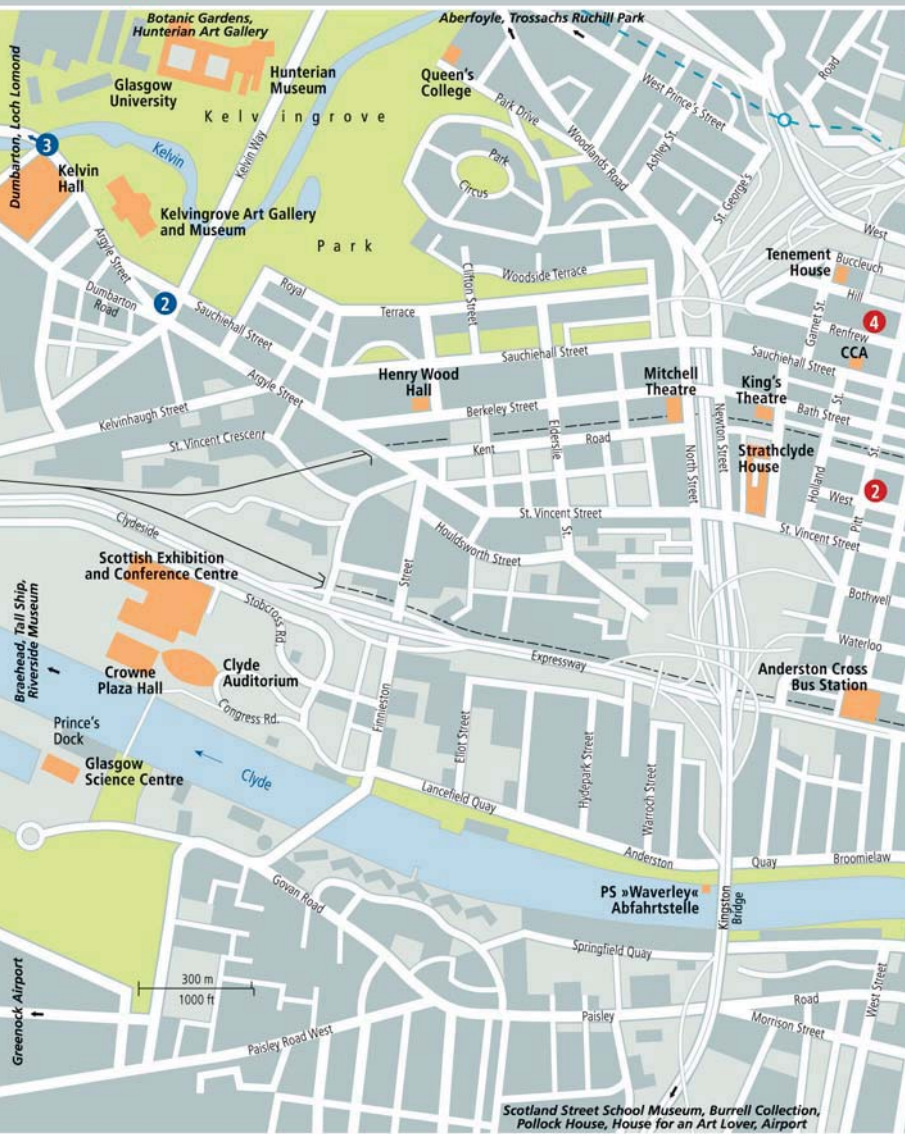 Botanic Gardens,
Hunterian Art Gallery
Aberfoyle, Trossachs Ruchill Park
Dumbarton, Loch Lomond
Glasgow
University
Hunterian
Museum
Queen's
College
Road
West Prince's Street
Kelvingrove
Park Drive
Woodlands Road
Ashley St.
3
Kelvin
Hall
Kelvin
Kelvin Way
Park
Circus
St. George's
Kelvingrove Art Gallery
and Museum
Park
West
Argyle Street
Tenement
House
Buccleuch
Hill
Dumbarton
Road
2
Sauchiehall Street
Royal
Terrace
Clifton Street
Woodside Terrace
Garnet St.
Renfrew
4
CCA
Sauchiehall Street
Sauchiehall Street
Argyle Street
Henry Wood
Hall
Mitchell
Theatre
King's
Theatre
St.
Bath Street
Kelvinhaugh Street
Berkeley Street
St. Vincent Crescent
Kent
Road
Elderslie
St.
North Street
Newton Street
Strathclyde
House
Holland
St.
West
2
Pitt
St. Vincent Street
St. Vincent Street
Clydeside
Houldsworth Street
Scottish Exhibition
and Conference Centre
Street
Bothwell
Stobcross Rd.
Waterloo
Braehead, Tall Ship,
Riverside Museum
Crowne
Plaza Hall
Clyde
Auditorium
Expressway
Anderston Cross
Bus Station
Congress Rd.
Finnieston
Prince's
Dock
Glasgow
Science Centre
Clyde
Eliot Street
Hydepark Street
Warroch Street
Lancefield Quay
Anderston
Quay
Broomielaw
Govan Road
PS »Waverley«
Abfahrtstelle
Kingston
Bridge
Springfield Quay
300 m
1000 ft
Greenock Airport
West Street
Paisley
Road
Morrison Street
Paisley Road West
Scotland Street School Museum, Burrell Collection,
Pollock House, House for an Art Lover, Airport